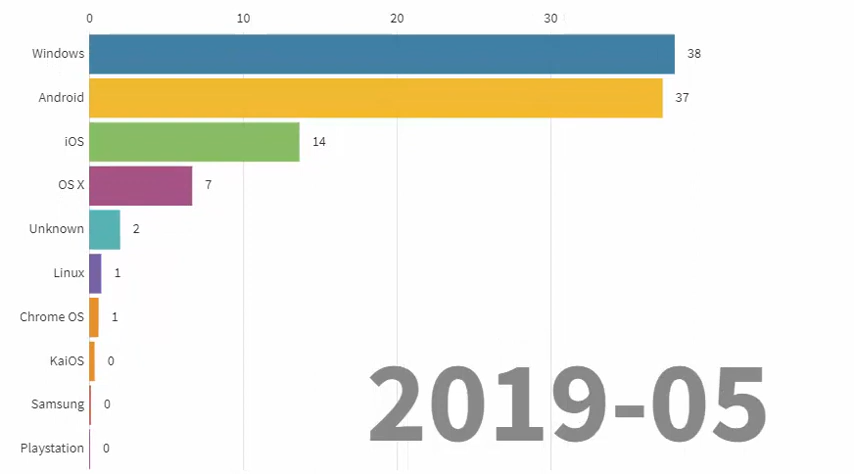 0 10 20 30
Windows 38
Android 37
iOS 14
OS X 7
Unknown 2
Linux 1
Chrome OS 1
KaiOS 0
Samsung 0
Playstation 0
2019-05